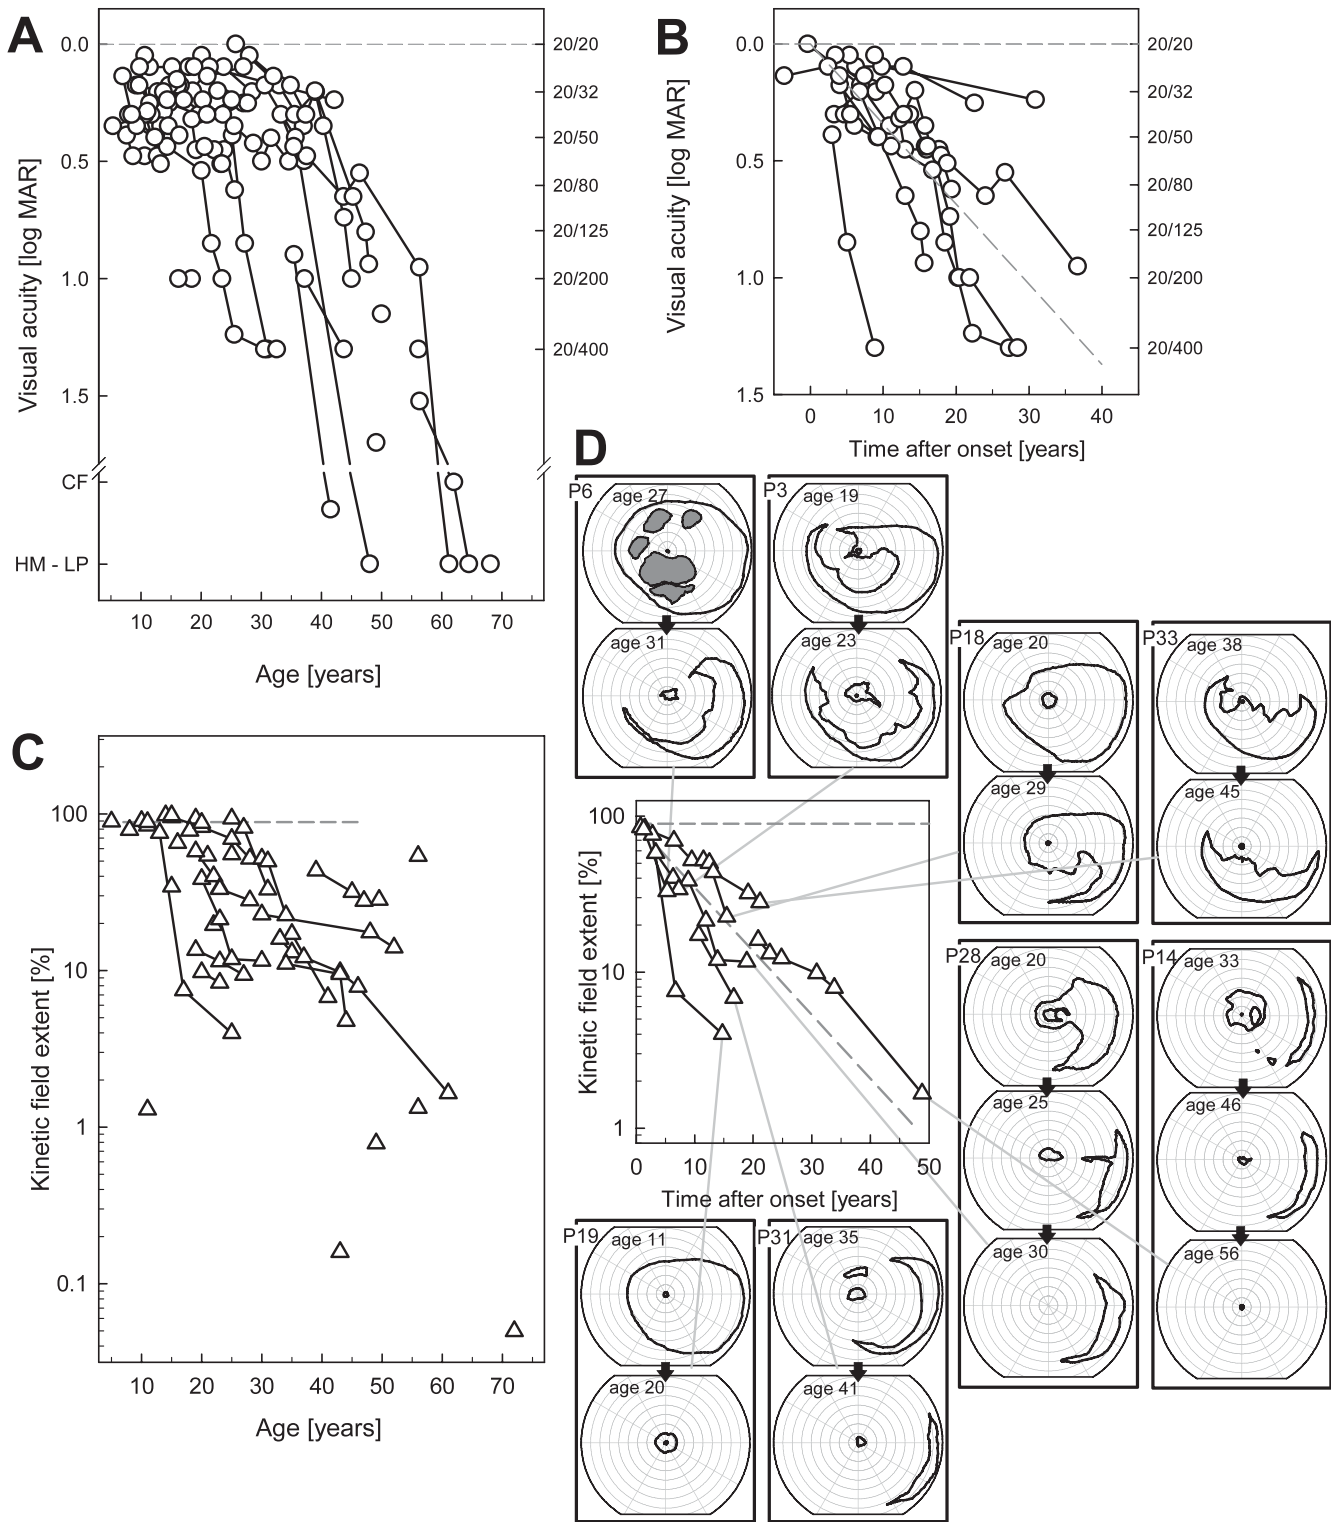 A
0.0
0.5
1.0
1.5
CF
HM - LP
Visual acuity [log MAR]
20/20
20/32
20/50
20/80
20/125
20/200
20/400
10 20 30 40 50 60 70
Age [years]
B
0.0
0.5
1.0
1.5
Visual acuity [log MAR]
20/20
20/32
20/50
20/80
20/125
20/200
20/400
0 10 20 30 40
Time after onset [years]
C
100
10
1
0.1
Kinetic field extent [%]
10 20 30 40 50 60 70
Age [years]
D
P6
age 27
age 31
P3
age 19
age 23
P18
age 20
age 29
P33
age 38
age 45
100
10
1
Kinetic field extent [%]
0 10 20 30 40 50
Time after onset [years]
P28
age 20
age 25
age 30
P14
age 33
age 46
age 56
P19
age 11
age 20
P31
age 35
age 41